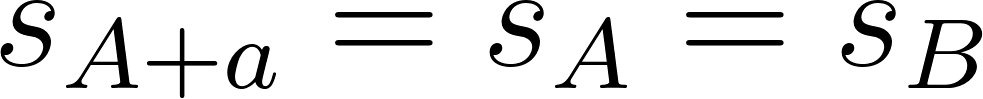 s_{A+a} = s_A = s_B